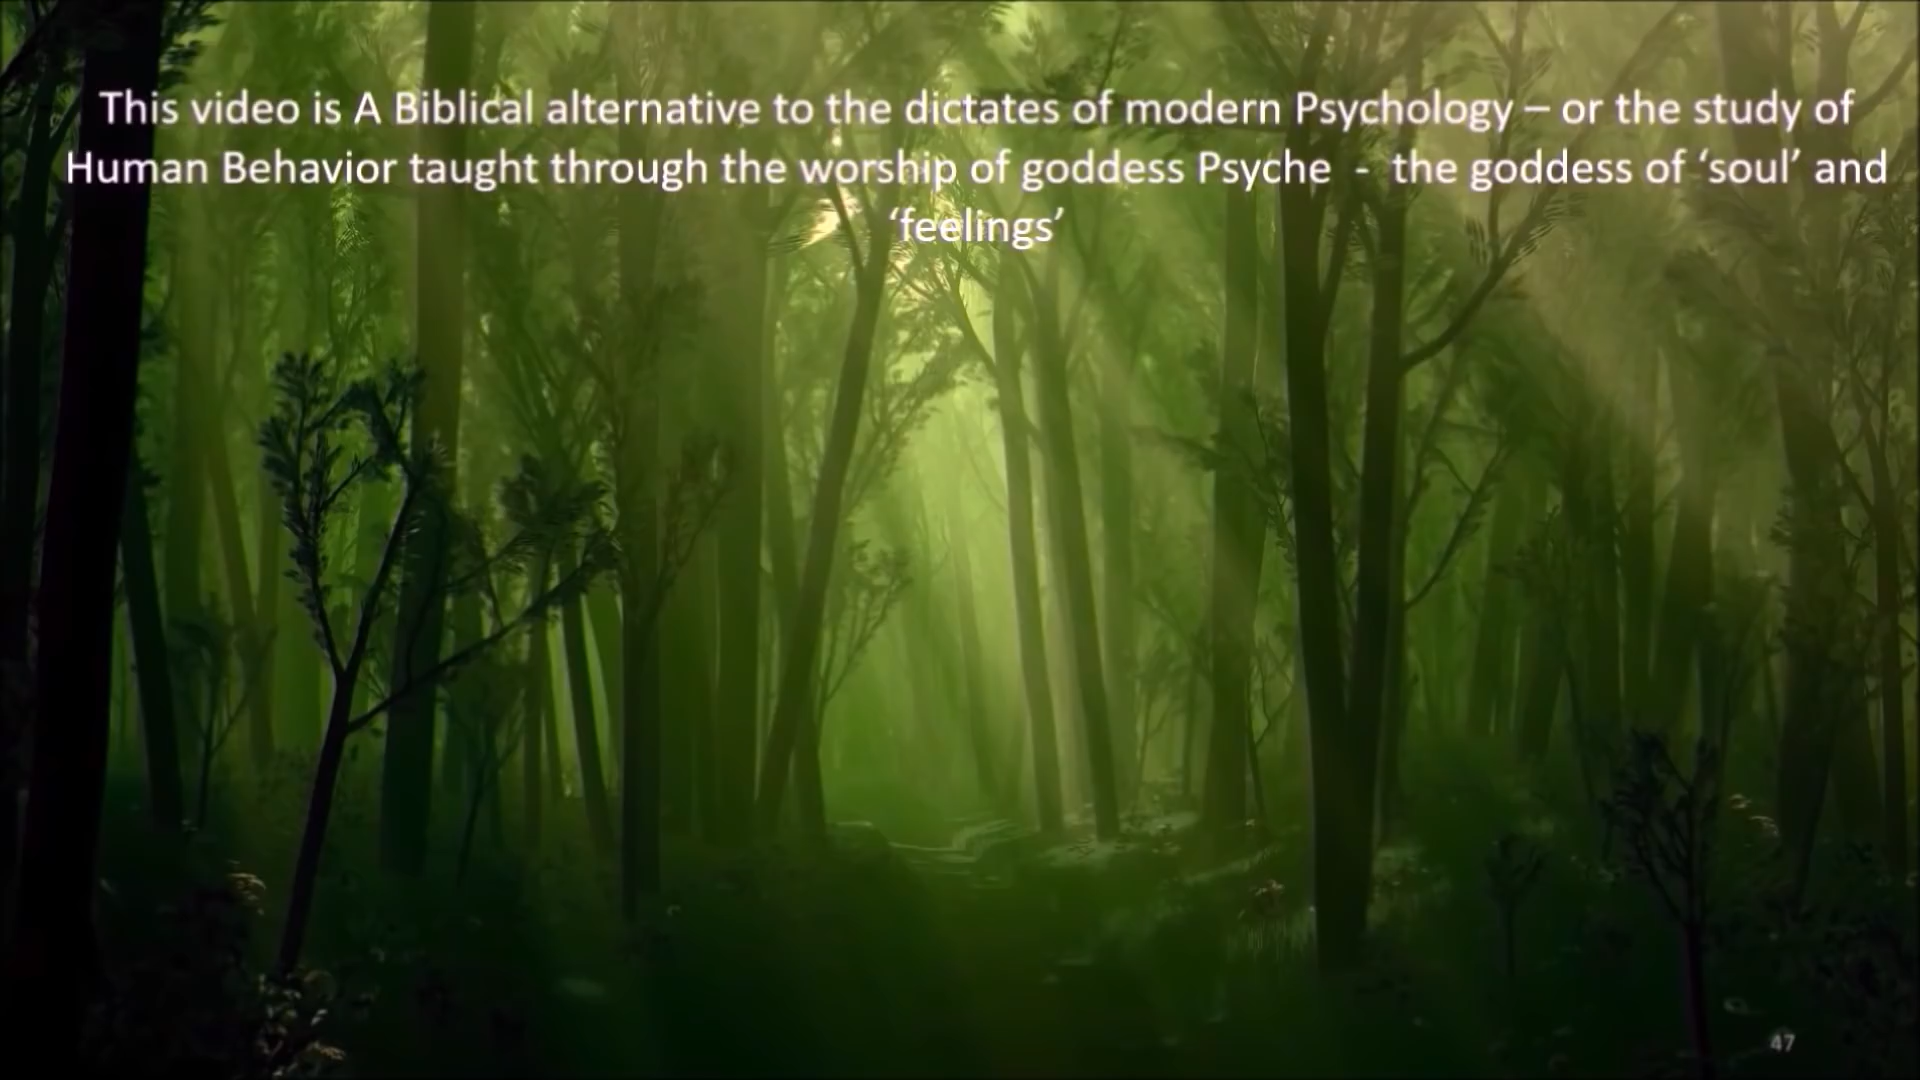 This video is A Biblical alternative to the dictates of modern Psychology – or the study of
Human Behavior taught through the worship of goddess Psyche  -  the goddess of ‘soul’ and
‘feelings’
47